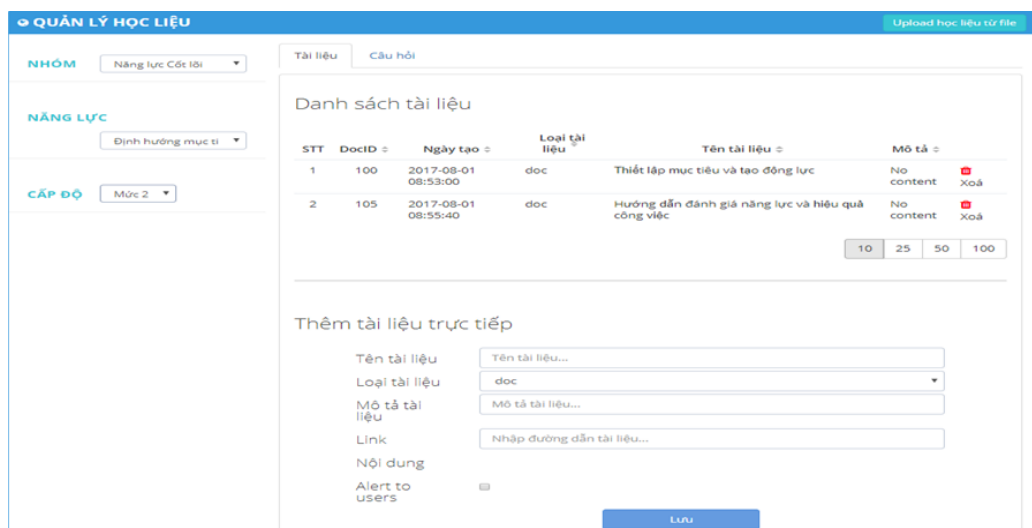 QUẢN LÝ HỌC LIỆU
Upload học liệu từ file
NHÓM
Năng lực Cốt lõi
NĂNG LỰC
Định hướng mục ti
CẤP ĐỘ
Mức 2
Tài liệu
Câu hỏi
Danh sách tài liệu
STT DocID Ngày tạo Loại tài liệu Tên tài liệu Mô tả
1 100 2017-08-01 08:53:00 doc Thiết lập mục tiêu và tạo động lực No content Xoá
2 105 2017-08-01 08:55:40 doc Hướng dẫn đánh giá năng lực và hiệu quả công việc No content Xoá
10 25 50 100
Thêm tài liệu trực tiếp
Tên tài liệu
Tên tài liệu...
Loại tài liệu
doc
Mô tả tài liệu
Mô tả tài liệu...
Link
Nhập đường dẫn tài liệu...
Nội dung
Alert to users
Lưu